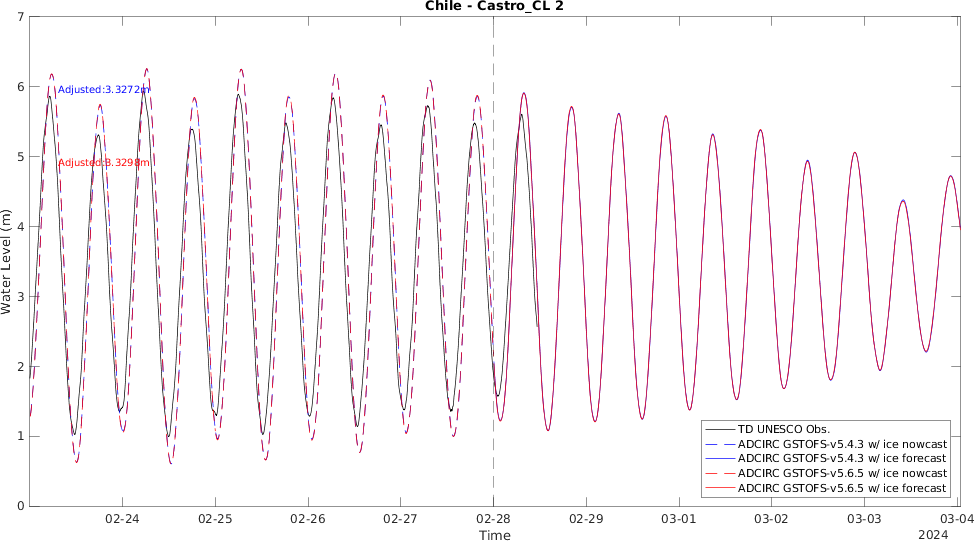 Chile - Castro_CL 2
7
6
5
4
3
2
1
0
Water Level (m)
Adjusted:3.3272m
Adjusted:3.3298m
TD UNESCO Obs.
ADCIRC GSTOFS-v5.4.3 w/ ice nowcast
ADCIRC GSTOFS-v5.4.3 w/ ice forecast
ADCIRC GSTOFS-v5.6.5 w/ ice nowcast
ADCIRC GSTOFS-v5.6.5 w/ ice forecast
02-24 02-25 02-26 02-27 02-28 02-29 03-01 03-02 03-03 03-04
Time
2024